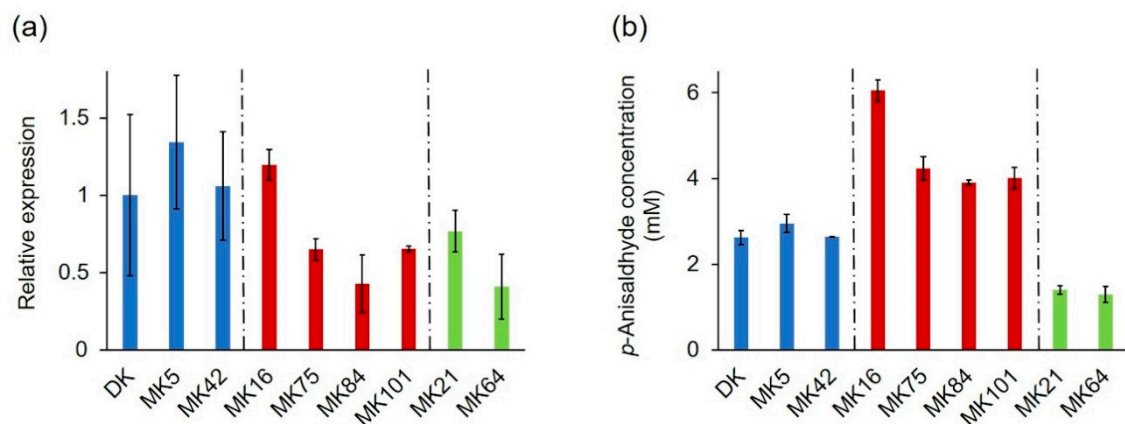 (a)
Relative expression
1.5
1
0.5
0
DK
MK5
MK42
MK16
MK75
MK84
MK101
MK21
MK64
(b)
p-Anisaldhyde concentration
(mM)
6
4
2
0
DK
MK5
MK42
MK16
MK75
MK84
MK101
MK21
MK64